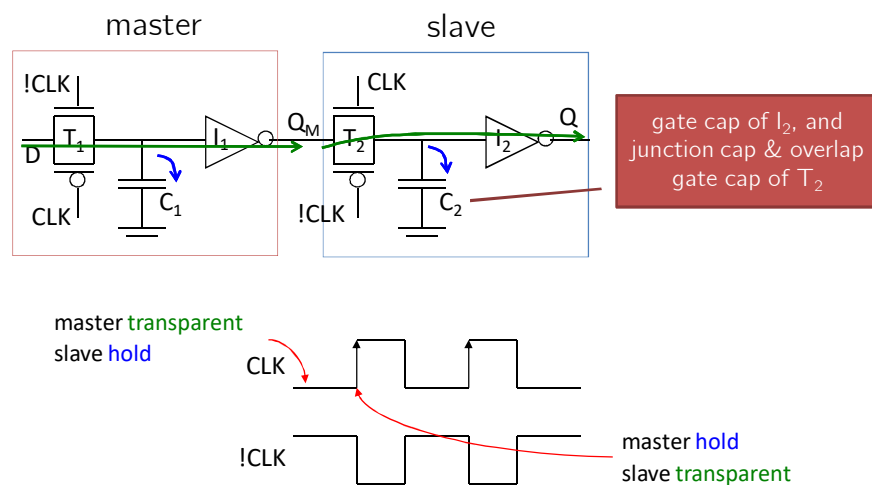 master
slave
!CLK
CLK
T1
I1
QM
T2
I2
Q
D
C1
C2
CLK
!CLK
gate cap of I2, and
junction cap & overlap
gate cap of T2
master transparent
slave hold
CLK
!CLK
master hold
slave transparent